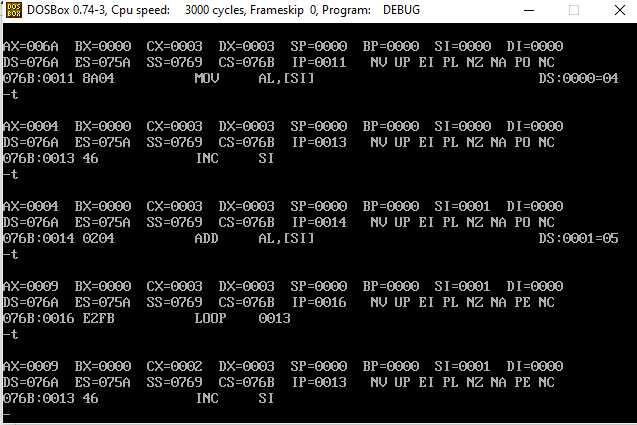 DOSBox 0.74-3, Cpu speed: 3000 cycles, Frameskip 0, Program: DEBUG
AX=006A BX=0000 CX=0003 DX=0003 SP=0000 BP=0000 SI=0000 DI=0000
DS=076A ES=075A SS=0769 CS=076B IP=0011 NV UP EI PL NZ NA PO NC
076B:0011 8A04 MOV AL,[SI] DS:0000=04
-t
AX=0004 BX=0000 CX=0003 DX=0003 SP=0000 BP=0000 SI=0000 DI=0000
DS=076A ES=075A SS=0769 CS=076B IP=0013 NV UP EI PL NZ NA PO NC
076B:0013 46 INC SI
-t
AX=0004 BX=0000 CX=0003 DX=0003 SP=0000 BP=0000 SI=0001 DI=0000
DS=076A ES=075A SS=0769 CS=076B IP=0014 NV UP EI PL NZ NA PO NC
076B:0014 0204 ADD AL,[SI] DS:0001=05
-t
AX=0009 BX=0000 CX=0003 DX=0003 SP=0000 BP=0000 SI=0001 DI=0000
DS=076A ES=075A SS=0769 CS=076B IP=0016 NV UP EI PL NZ NA PE NC
076B:0016 E2FB LOOP 0013
-t
AX=0009 BX=0000 CX=0002 DX=0003 SP=0000 BP=0000 SI=0001 DI=0000
DS=076A ES=075A SS=0769 CS=076B IP=0013 NV UP EI PL NZ NA PE NC
076B:0013 46 INC SI
-